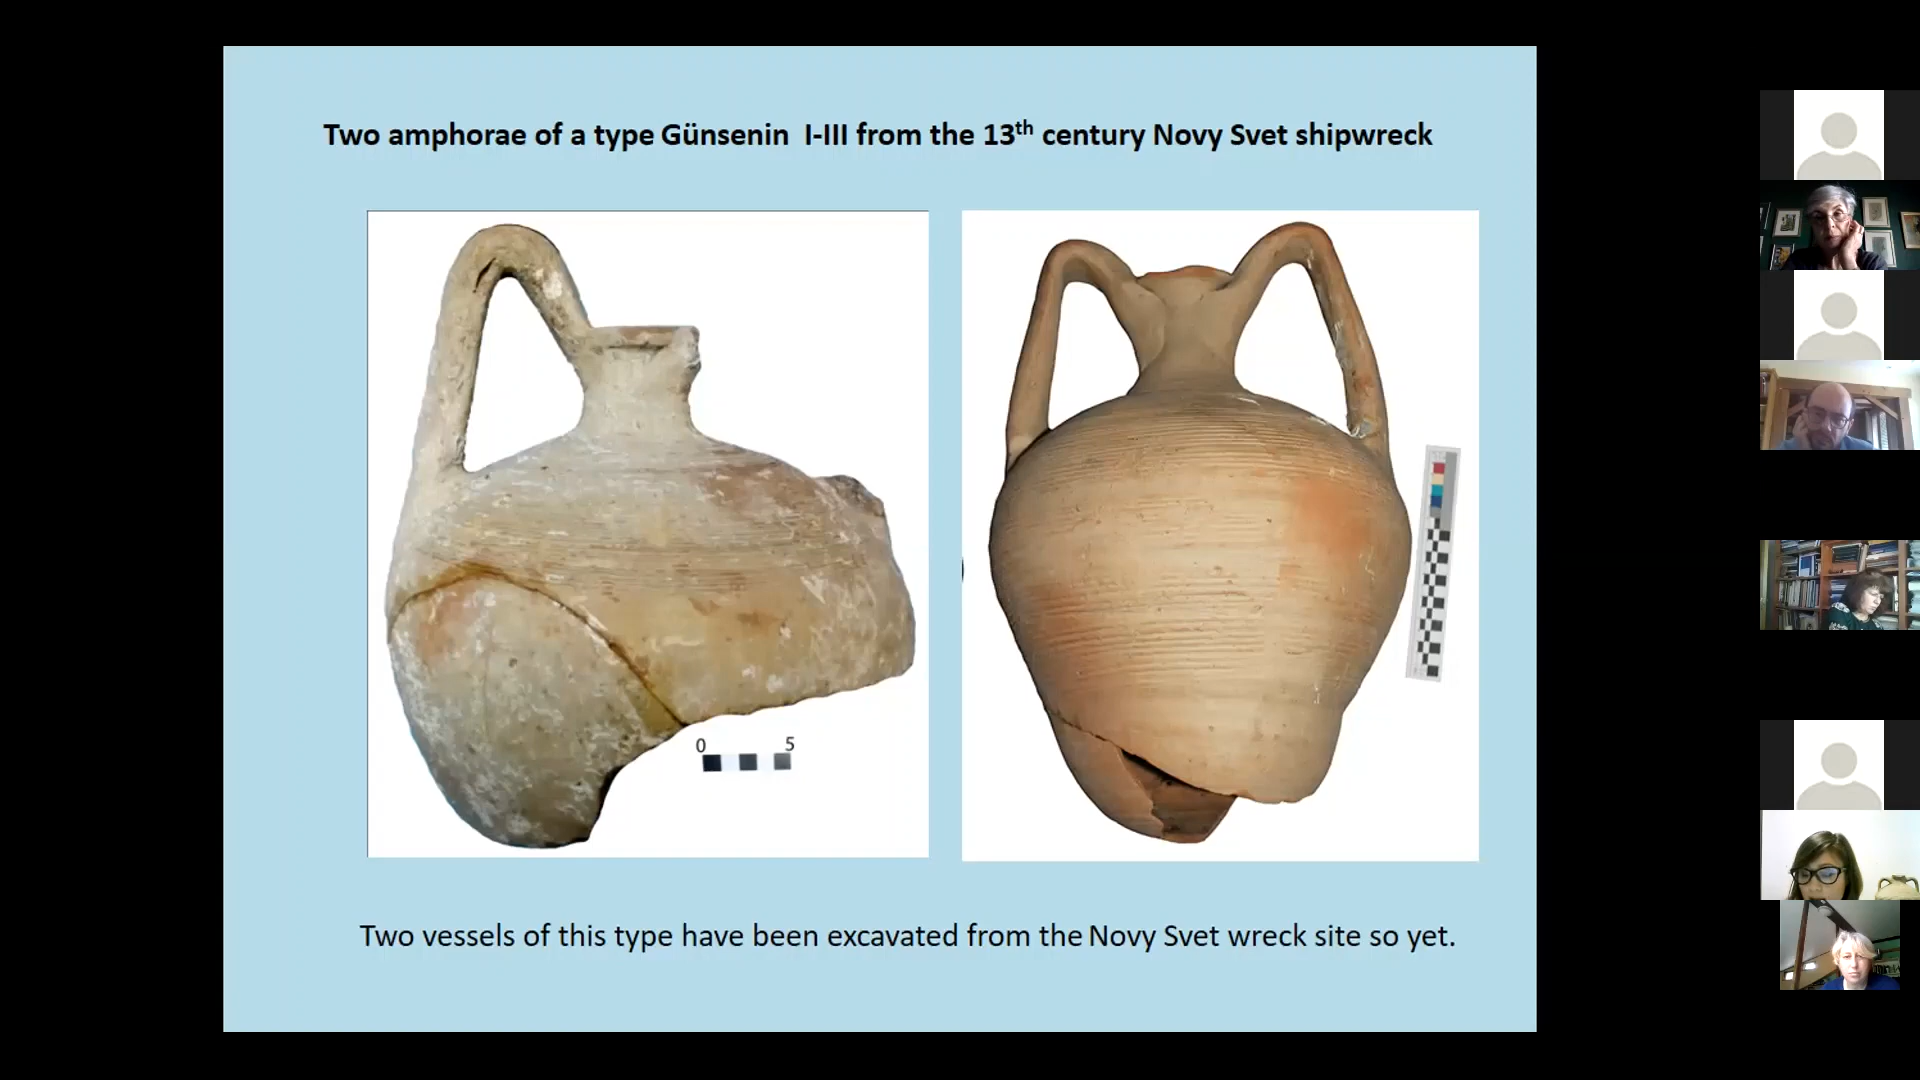 Two amphorae of a type Günsenin I-III from the 13th century Novy Svet shipwreck
0 5
Two vessels of this type have been excavated from the Novy Svet wreck site so yet.